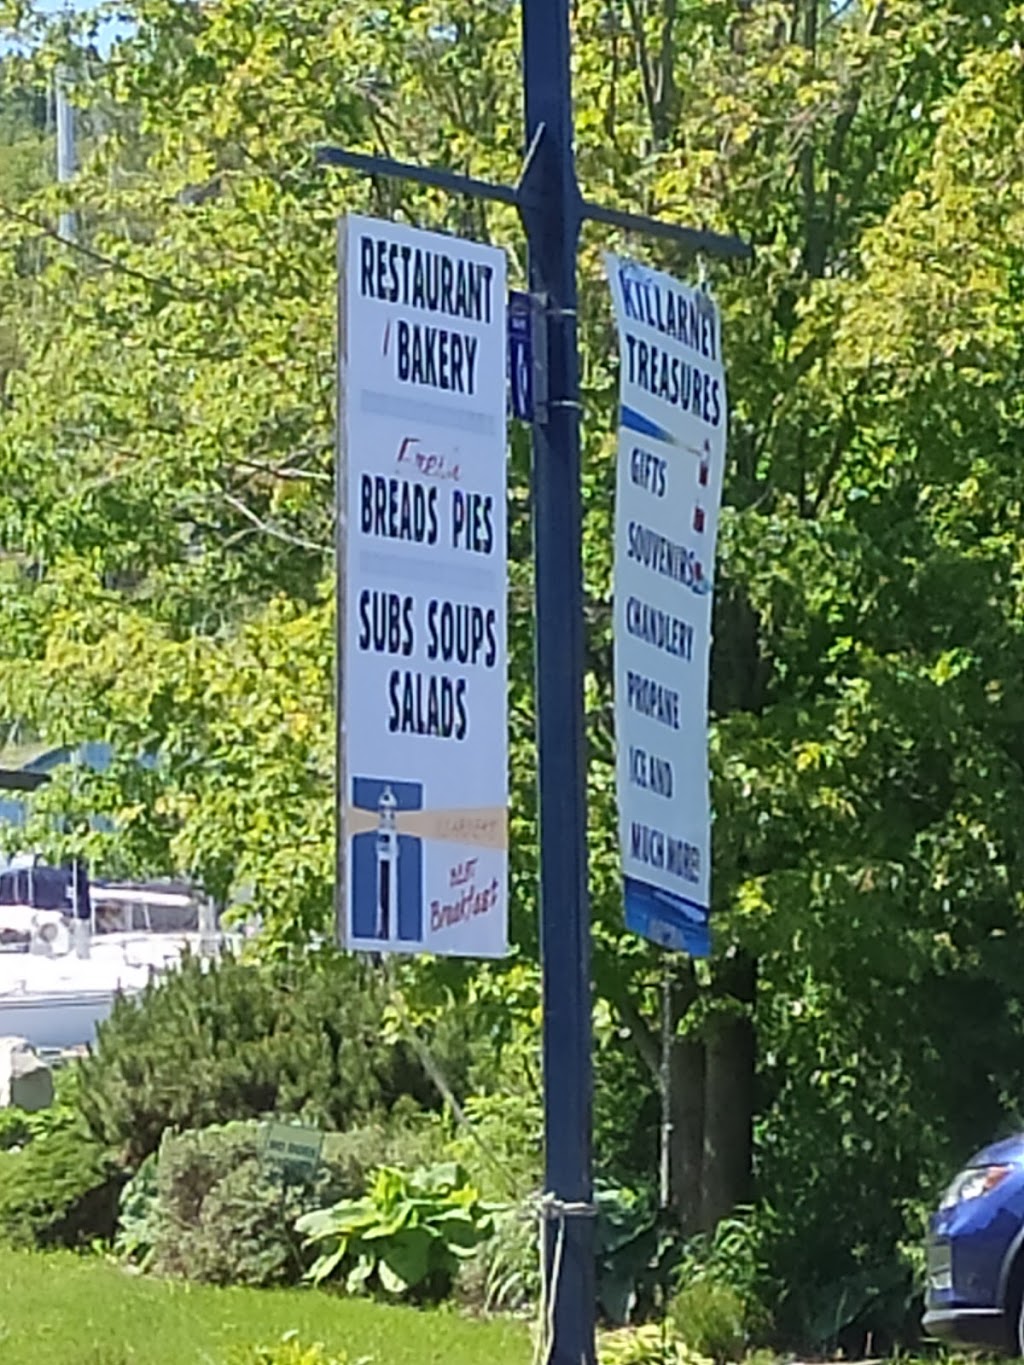 RESTAURANT
/ BAKERY
Fresh
BREADS PIES
SUBS SOUPS
SALADS
Breakfast
KILLARNEY
TREASURES
GIFTS
SOUVENIRS
CHANDLERY
PROPANE
ICE AND
MUCH MORE!